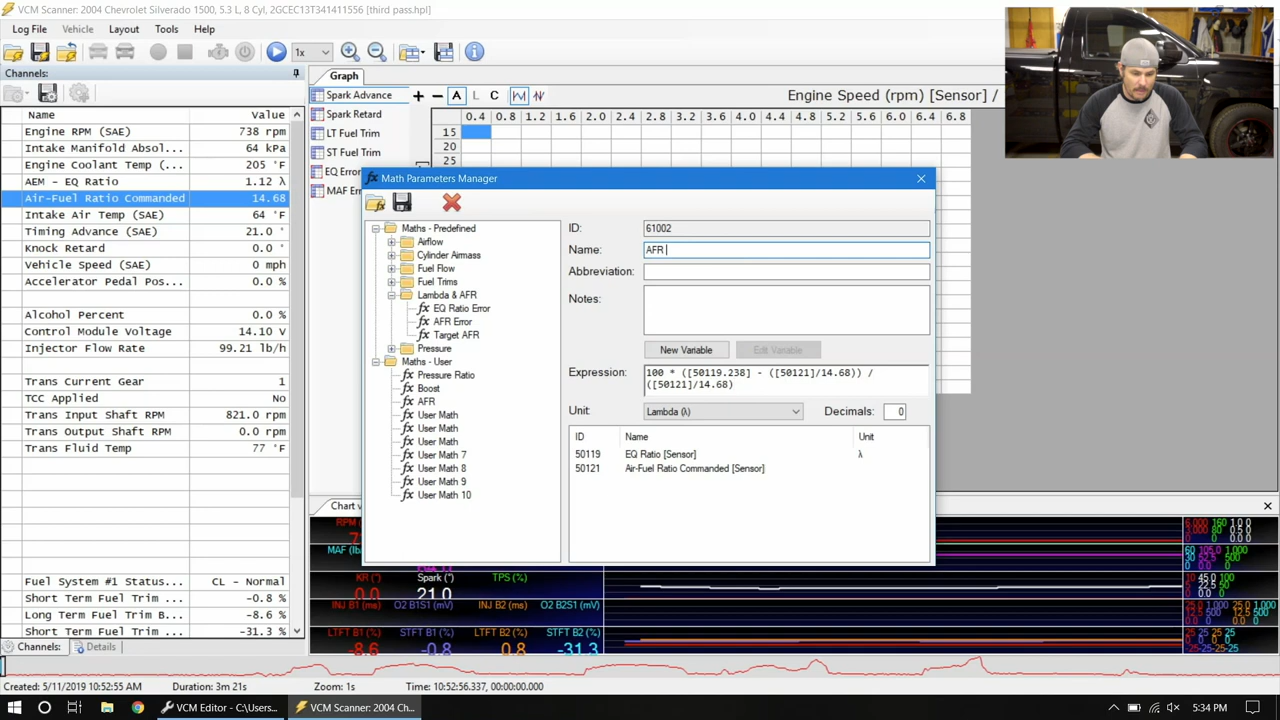 VCM Scanner: 2004 Chevrolet Silverado 1500, 5.3 L, 8 Cyl, 2GCEC13T341411556 [third pass.hpl]
Log File Vehicle Layout Tools Help
1x
Channels:
Name Value
Engine RPM (SAE) 738 rpm
Intake Manifold Absol... 64 kPa
Engine Coolant Temp (... 205 °F
AEM - EQ Ratio 1.12 λ
Air-Fuel Ratio Commanded 14.68
Intake Air Temp (SAE) 64 °F
Timing Advance (SAE) 21.0 °
Knock Retard 0.0 °
Vehicle Speed (SAE) 0 mph
Accelerator Pedal Pos... 0.0 %
Alcohol Percent 0.0 %
Control Module Voltage 14.10 V
Injector Flow Rate 99.21 lb/h
Trans Current Gear 1
TCC Applied No
Trans Input Shaft RPM 821.0 rpm
Trans Output Shaft RPM 0.0 rpm
Trans Fluid Temp 77 °F
Fuel System #1 Status... CL - Normal
Short Term Fuel Trim ... -0.8 %
Long Term Fuel Trim B... -8.6 %
Short Term Fuel Trim ... -31.3 %
Channels: Details
Graph
Spark Advance
Spark Retard
LT Fuel Trim
ST Fuel Trim
EQ Error
MAF Err
A L C
Engine Speed (rpm) [Sensor] /
0.4 0.8 1.2 1.6 2.0 2.4 2.8 3.2 3.6 4.0 4.4 4.8 5.2 5.6 6.0 6.4 6.8
15
20
25
Math Parameters Manager
Maths - Predefined
Airflow
Cylinder Airmass
Fuel Flow
Fuel Trims
Lambda & AFR
EQ Ratio Error
AFR Error
Target AFR
Pressure
Maths - User
Pressure Ratio
Boost
AFR
User Math
User Math
User Math
User Math 7
User Math 8
User Math 9
User Math 10
ID: 61002
Name: AFR
Abbreviation:
Notes:
New Variable Edit Variable
Expression: 100 * ([50119.238] - ([50121]/14.68)) /
([50121]/14.68)
Unit: Lambda (λ) Decimals: 0
ID Name Unit
50119 EQ Ratio [Sensor] λ
50121 Air-Fuel Ratio Commanded [Sensor]
Chart v
RPM
MAF (lb
KR (°) Spark (°) TPS (%)
0.0 21.0
INJ B1 (ms) O2 B1S1 (mV) INJ B2 (ms) O2 B2S1 (mV)
LTFT B1 (%) STFT B1 (%) LTFT B2 (%) STFT B2 (%)
-8.6 -0.8 0.8 -31.3
Created: 5/11/2019 10:52:55 AM Duration: 3m 21s Zoom: 1s Time: 10:52:56.337, 00:00:00.000
VCM Editor - C:\Users... VCM Scanner: 2004 Ch... 5:34 PM